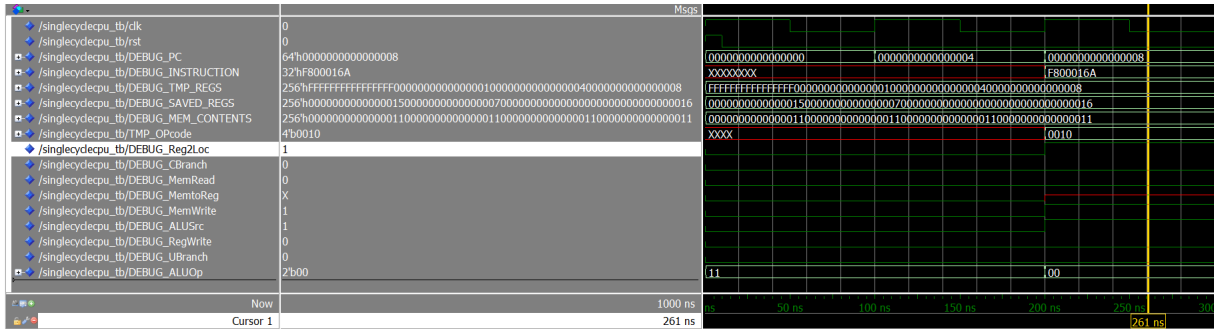 Msgs
/singlecyclecpu_tb/clk 0
/singlecyclecpu_tb/rst 0
/singlecyclecpu_tb/DEBUG_PC 64'h0000000000000008 0000000000000000 0000000000000004 0000000000000008
/singlecyclecpu_tb/DEBUG_INSTRUCTION 32'hF800016A XXXXXXXX F800016A
/singlecyclecpu_tb/DEBUG_TMP_REGS 256'hFFFFFFFFFFFFFFFF000000000000001000000000000000040000000000000008 FFFFFFFFFFFFFFFF000000000000001000000000000000040000000000000008
/singlecyclecpu_tb/DEBUG_SAVED_REGS 256'h0000000000000015000000000000000700000000000000000000000000000016 0000000000000015000000000000000700000000000000000000000000000016
/singlecyclecpu_tb/DEBUG_MEM_CONTENTS 256'h0000000000000011000000000000001100000000000000110000000000000011 0000000000000011000000000000001100000000000000110000000000000011
/singlecyclecpu_tb/TMP_OPcode 4'b0010 XXXX 0010
/singlecyclecpu_tb/DEBUG_Reg2Loc 1
/singlecyclecpu_tb/DEBUG_CBranch 0
/singlecyclecpu_tb/DEBUG_MemRead 0
/singlecyclecpu_tb/DEBUG_MemtoReg X
/singlecyclecpu_tb/DEBUG_MemWrite 1
/singlecyclecpu_tb/DEBUG_ALUSrc 1
/singlecyclecpu_tb/DEBUG_RegWrite 0
/singlecyclecpu_tb/DEBUG_UBranch 0
/singlecyclecpu_tb/DEBUG_ALUOp 2'b00 11 00
Now 1000 ns ns 50 ns 100 ns 150 ns 200 ns 250 ns 300
Cursor 1 261 ns 261 ns